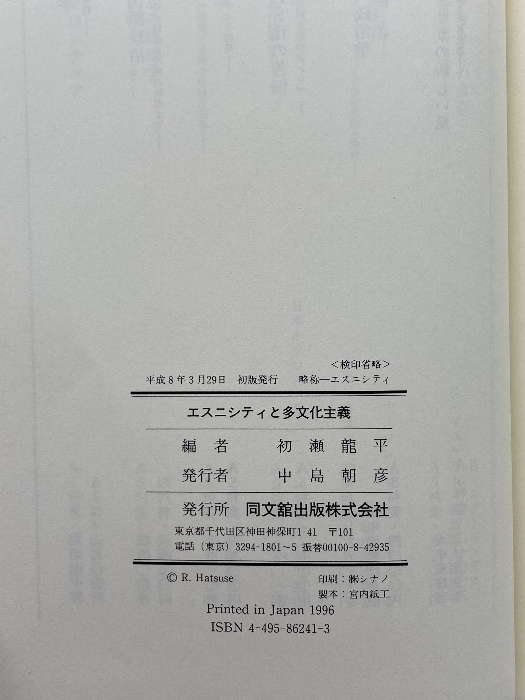 <検印省略>
平成8年3月29日　初版発行　　略称―エスニシティ
エスニシティと多文化主義
編　者　　初　瀬　龍　平
発行者　　中　島　朝　彦
発行所　同文舘出版株式会社
東京都千代田区神田神保町1-41　〒101
電話（東京）3294-1801～5 振替00100-8-42935
© R. Hatsuse　　印刷：㈱シナノ
製本：宮内紙工
Printed in Japan 1996
ISBN 4-495-86241-3